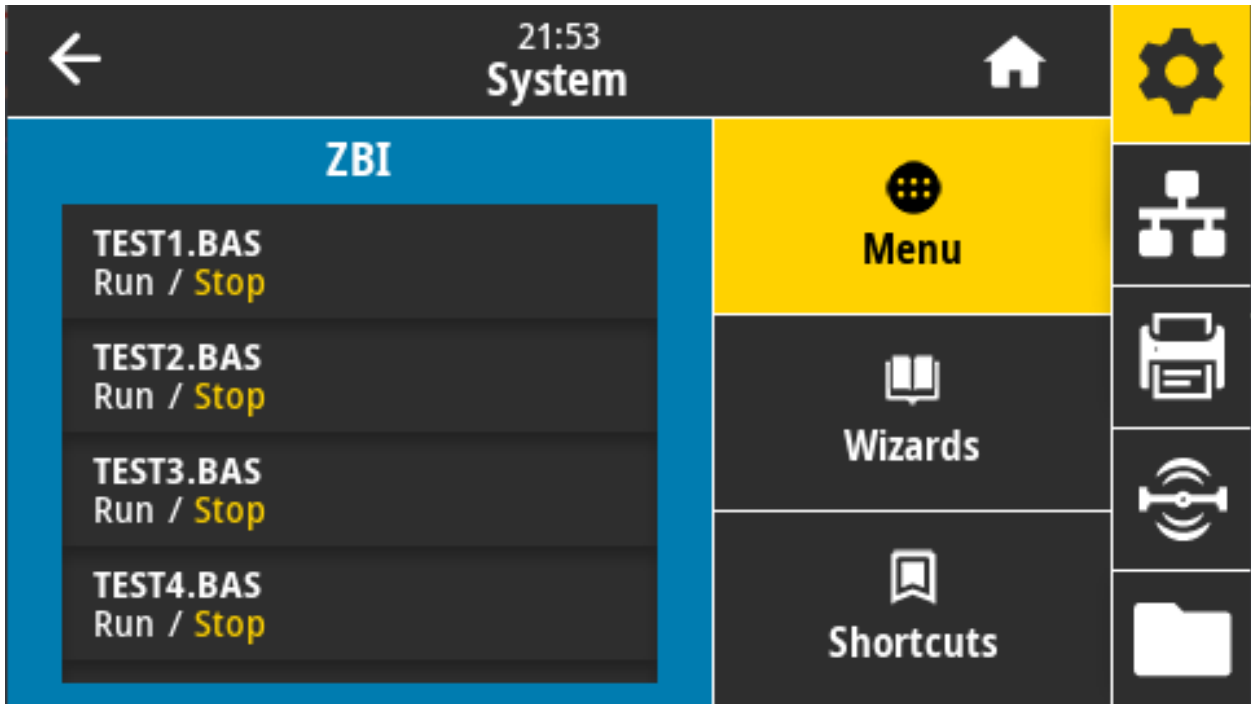 21:53
System
ZBI
TEST1.BAS
Run / Stop
TEST2.BAS
Run / Stop
TEST3.BAS
Run / Stop
TEST4.BAS
Run / Stop
Menu
Wizards
Shortcuts